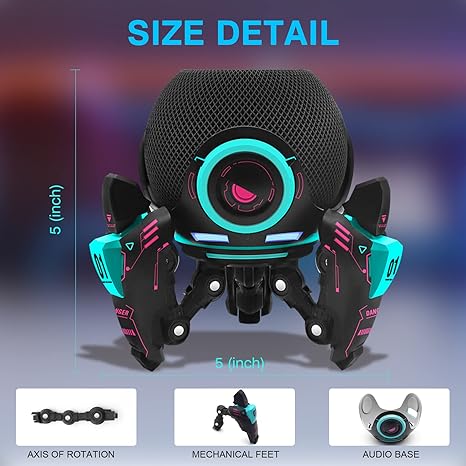 SIZE DETAIL
5 (inch)
01
01
DANGER
DANGER
5 (inch)
AXIS OF ROTATION
MECHANICAL FEET
AUDIO BASE